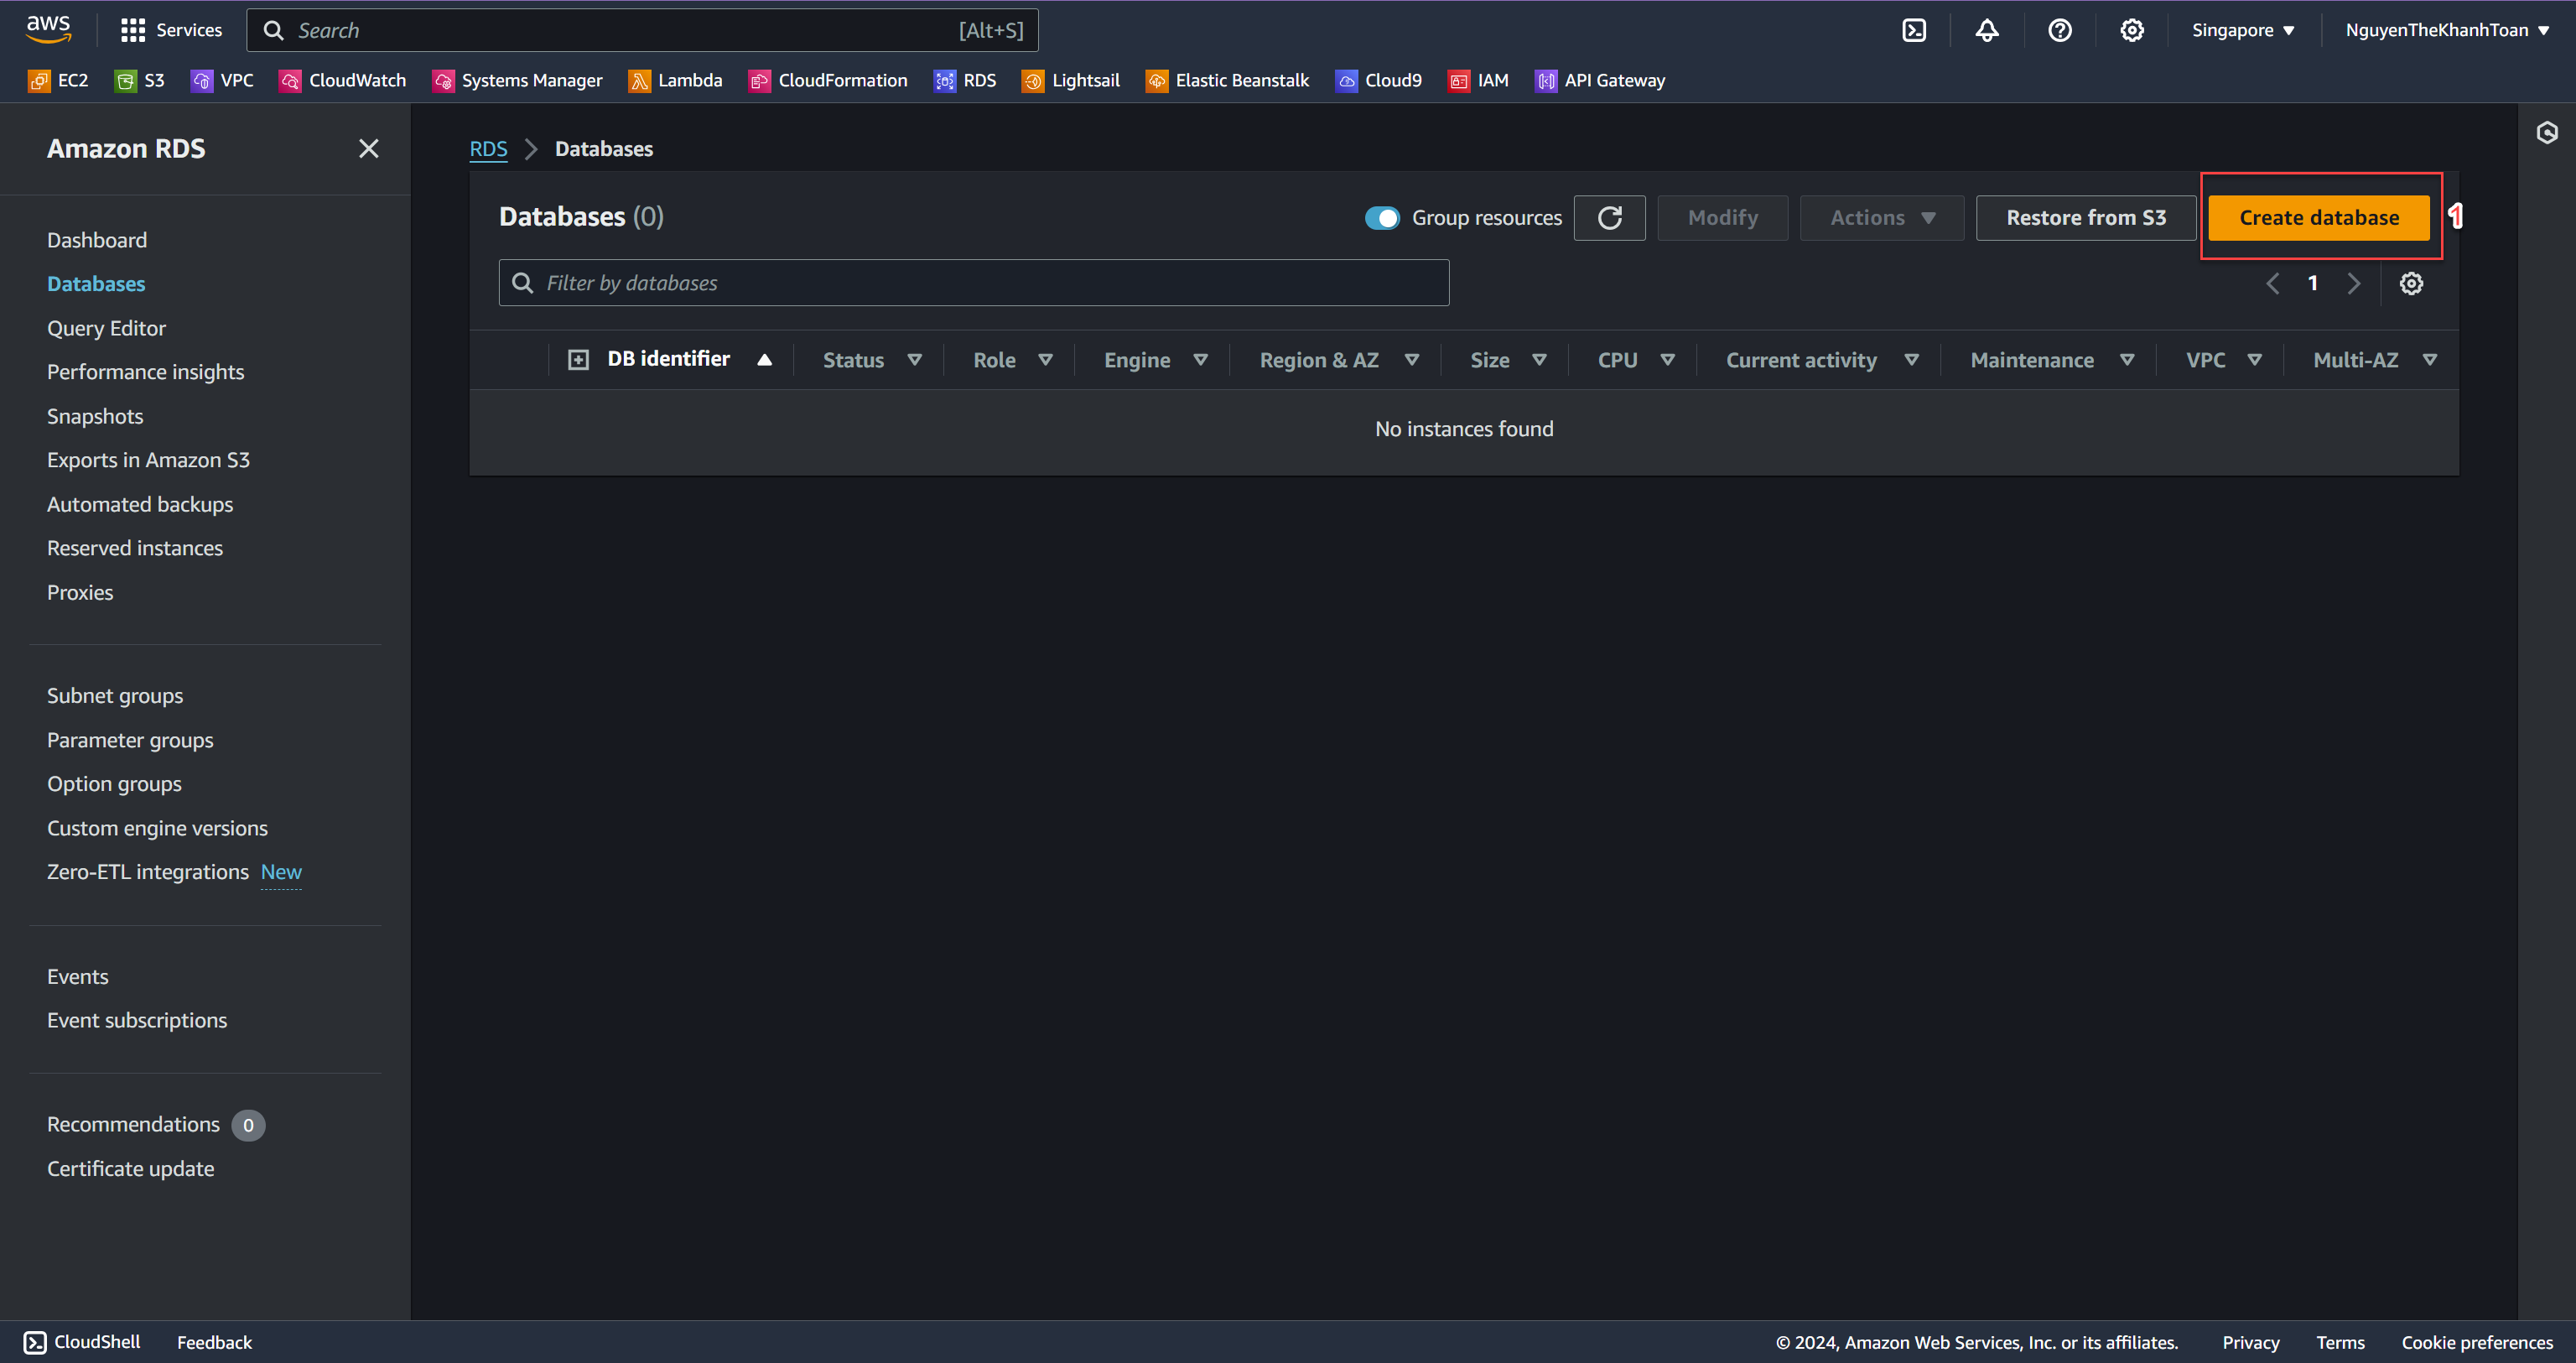 aws Services Search [Alt+S] Singapore NguyenTheKhanhToan
EC2 S3 VPC CloudWatch Systems Manager Lambda CloudFormation RDS Lightsail Elastic Beanstalk Cloud9 IAM API Gateway
Amazon RDS
Dashboard
Databases
Query Editor
Performance insights
Snapshots
Exports in Amazon S3
Automated backups
Reserved instances
Proxies
Subnet groups
Parameter groups
Option groups
Custom engine versions
Zero-ETL integrations New
Events
Event subscriptions
Recommendations 0
Certificate update
RDS Databases
Databases (0) Group resources Modify Actions Restore from S3 Create database 1
Filter by databases 1
DB identifier Status Role Engine Region & AZ Size CPU Current activity Maintenance VPC Multi-AZ
No instances found
CloudShell Feedback © 2024, Amazon Web Services, Inc. or its affiliates. Privacy Terms Cookie preferences